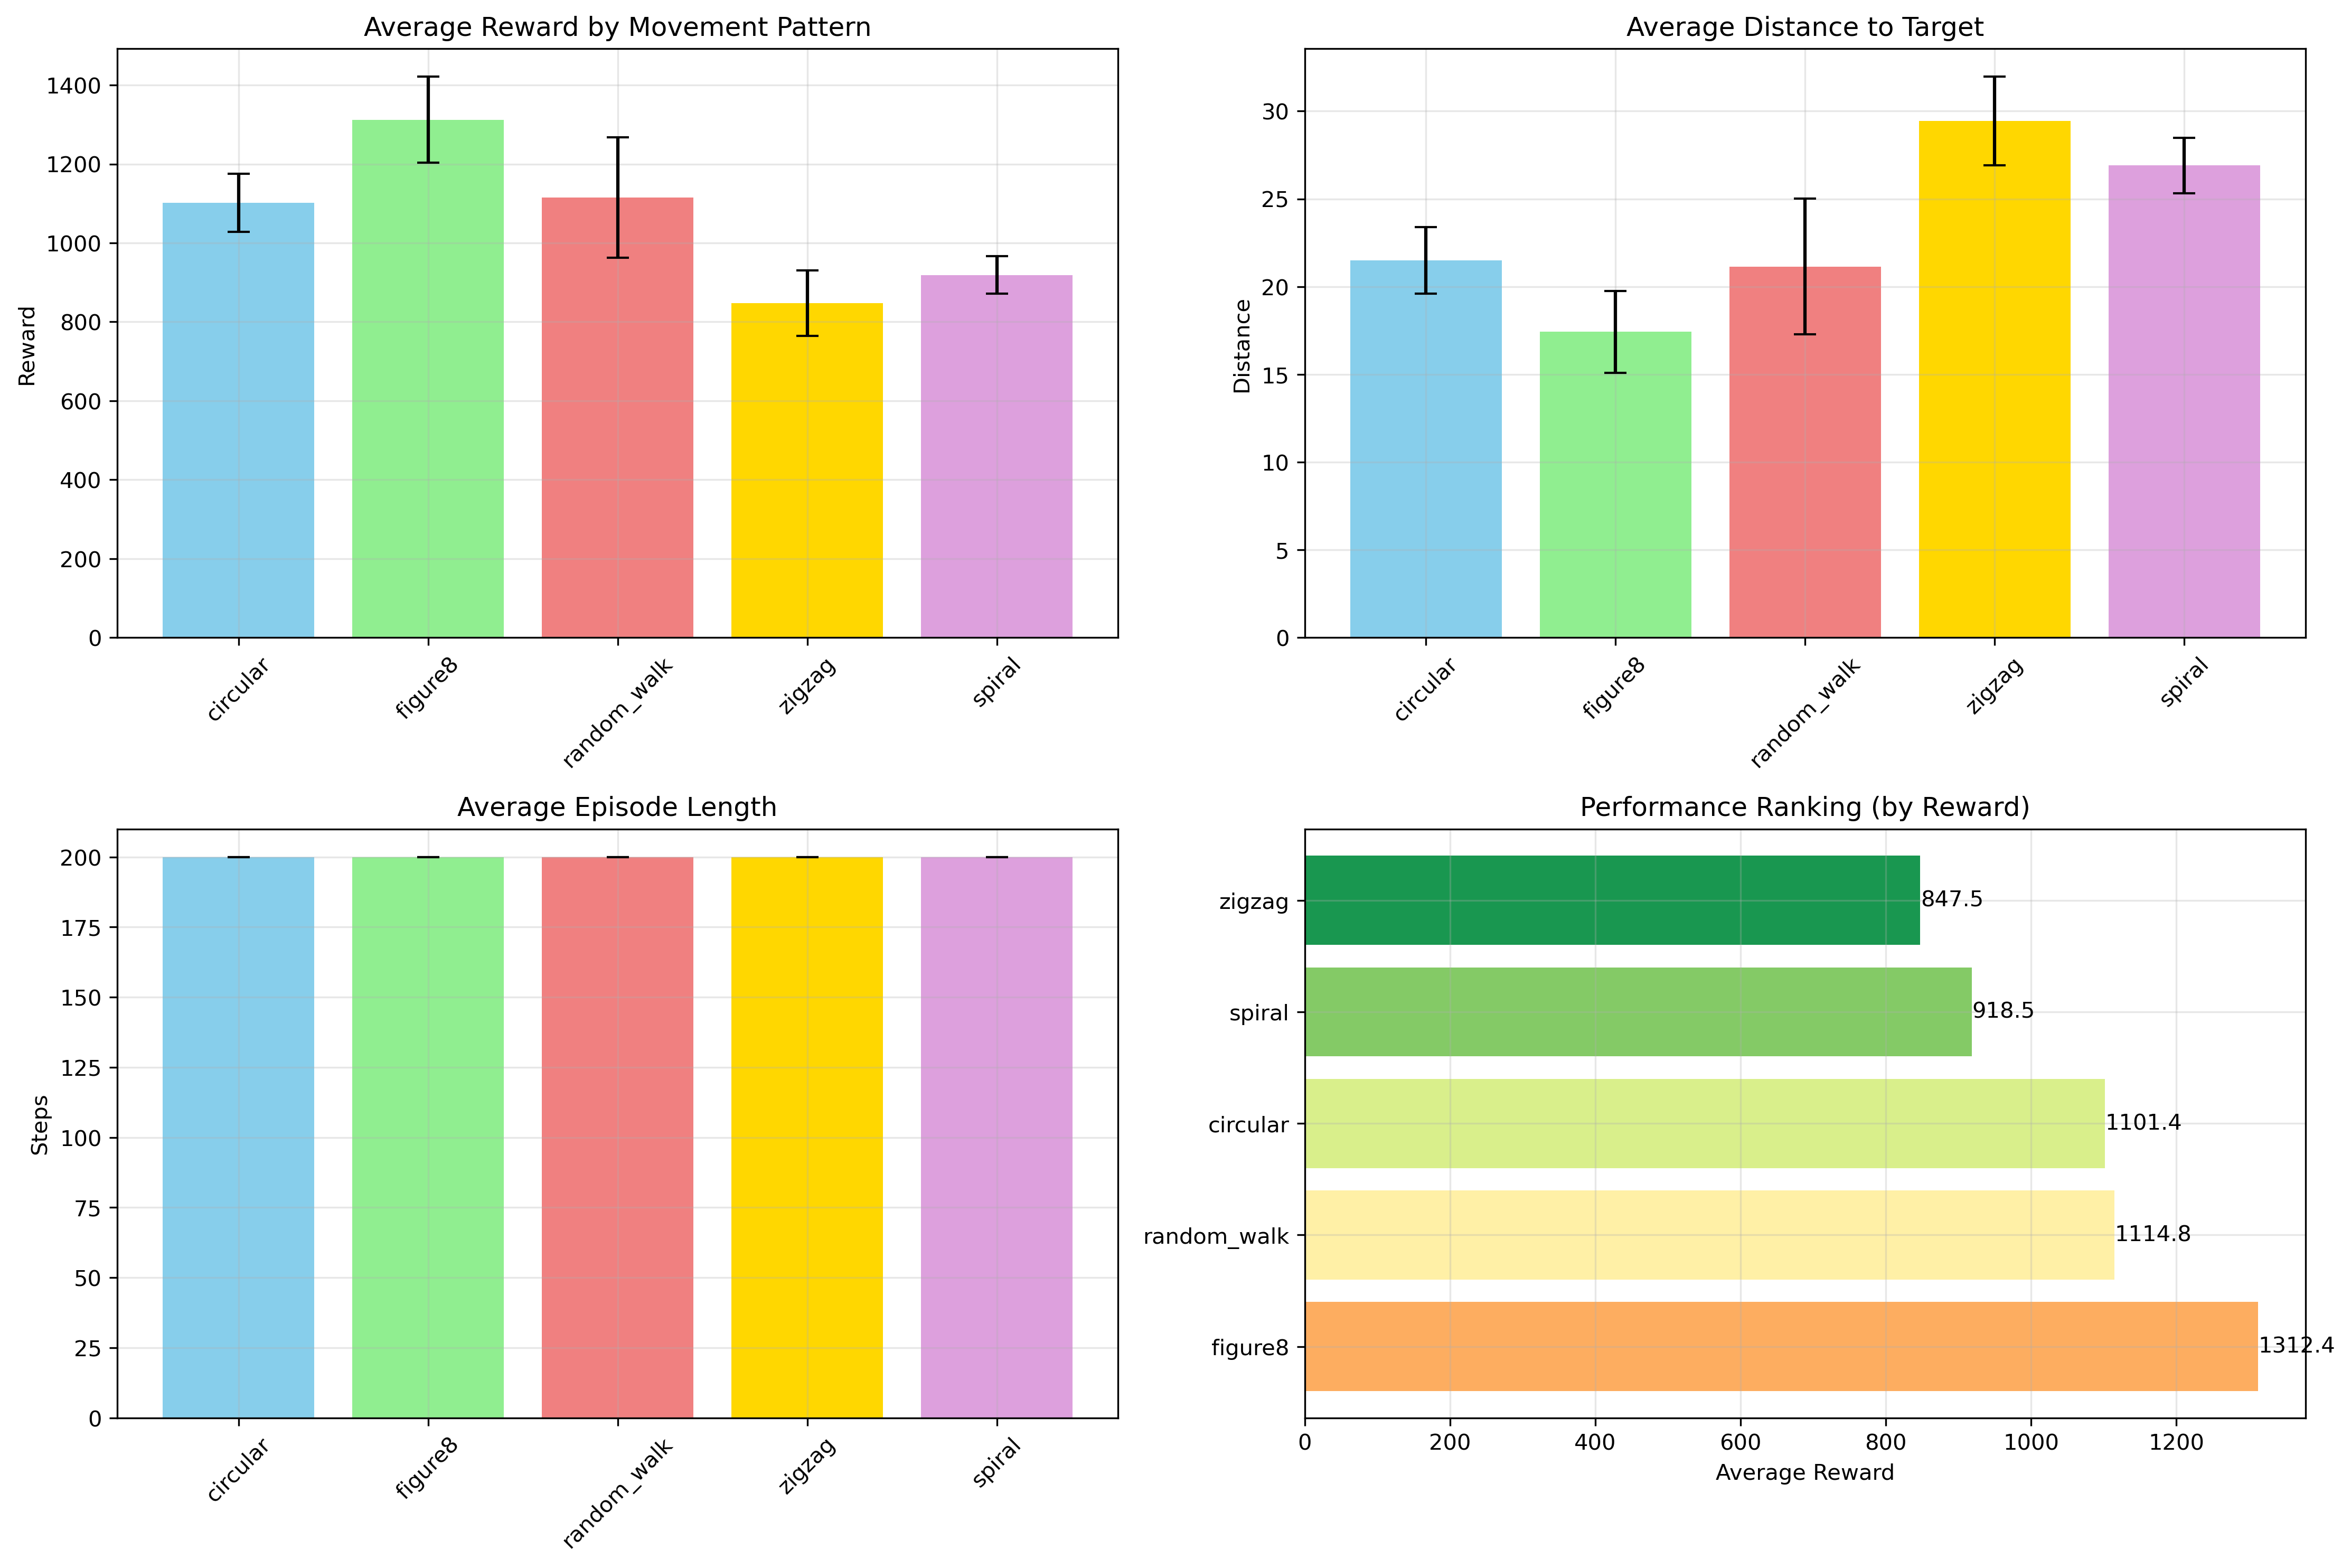 Average Reward by Movement Pattern
1400
1200
1000
800
600
400
200
0
Reward
circular
figure8
random_walk
zigzag
spiral
Average Distance to Target
30
25
20
15
10
5
0
Distance
circular
figure8
random_walk
zigzag
spiral
Average Episode Length
200
175
150
125
100
75
50
25
0
Steps
circular
figure8
random_walk
zigzag
spiral
Performance Ranking (by Reward)
zigzag 847.5
spiral 918.5
circular 1101.4
random_walk 1114.8
figure8 1312.4
0 200 400 600 800 1000 1200
Average Reward